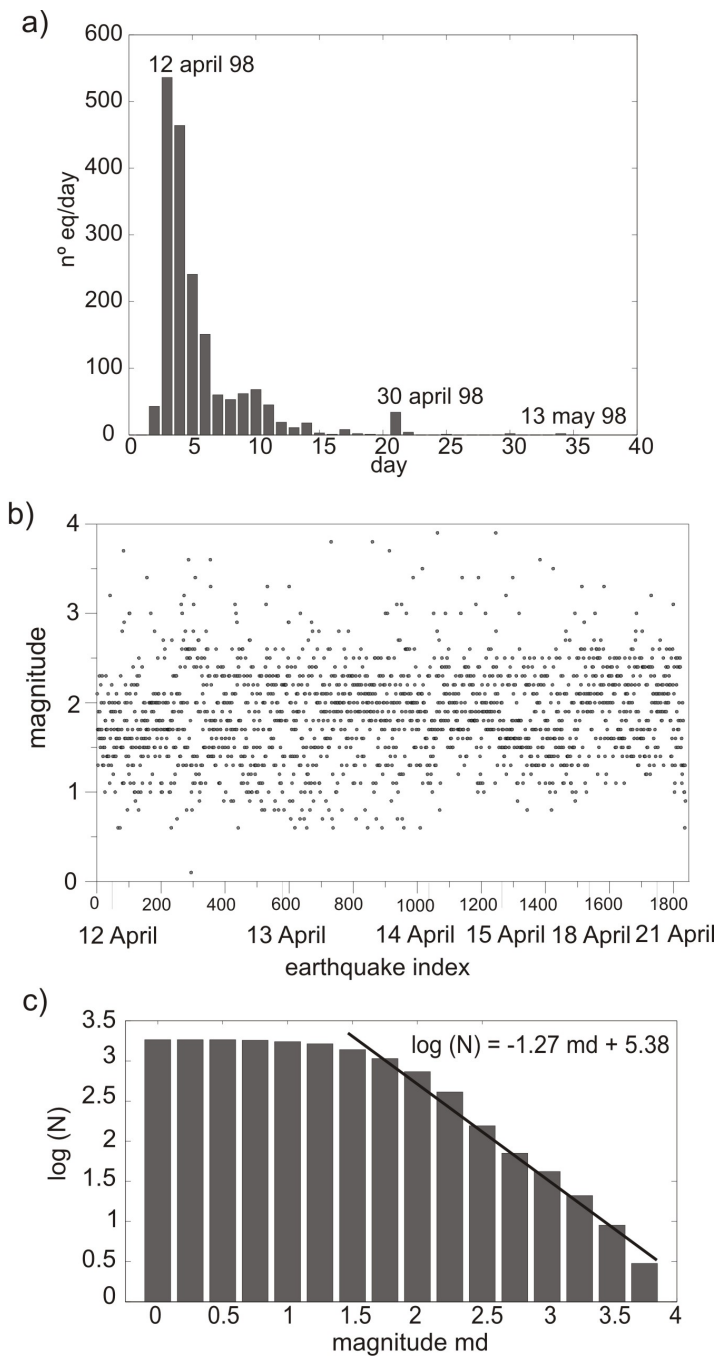 a)
600
500
400
300
200
100
0
nº eq/day
12 april 98
30 april 98
13 may 98
0 5 10 15 20 25 30 35 40
day
b)
4
3
2
1
0
magnitude
0 200 400 600 800 1000 1200 1400 1600 1800
12 April 13 April 14 April 15 April 18 April 21 April
earthquake index
c)
3.5
3
2.5
2
1.5
1
0.5
0
log (N)
log (N) = -1.27 md + 5.38
0 0.5 1 1.5 2 2.5 3 3.5 4
magnitude md